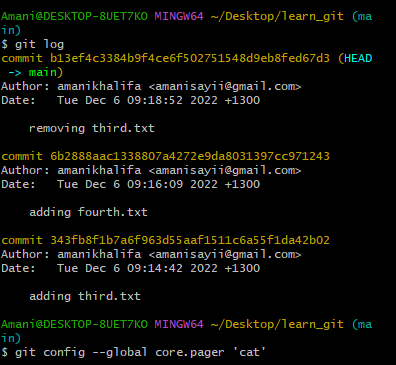 Amani@DESKTOP-8UET7KO MINGW64 ~/Desktop/learn_git (ma
in)
$ git log
commit b13ef4c3384b9f4ce6f502751548d9eb8fed67d3 (HEAD
 -> main)
Author: amanikhalifa <amanisayii@gmail.com>
Date:   Tue Dec 6 09:18:52 2022 +1300

    removing third.txt

commit 6b2888aac1338807a4272e9da8031397cc971243
Author: amanikhalifa <amanisayii@gmail.com>
Date:   Tue Dec 6 09:16:09 2022 +1300

    adding fourth.txt

commit 343fb8f1b7a6f963d55aaf1511c6a55f1da42b02
Author: amanikhalifa <amanisayii@gmail.com>
Date:   Tue Dec 6 09:14:42 2022 +1300

    adding third.txt

Amani@DESKTOP-8UET7KO MINGW64 ~/Desktop/learn_git (ma
in)
$ git config --global core.pager 'cat'